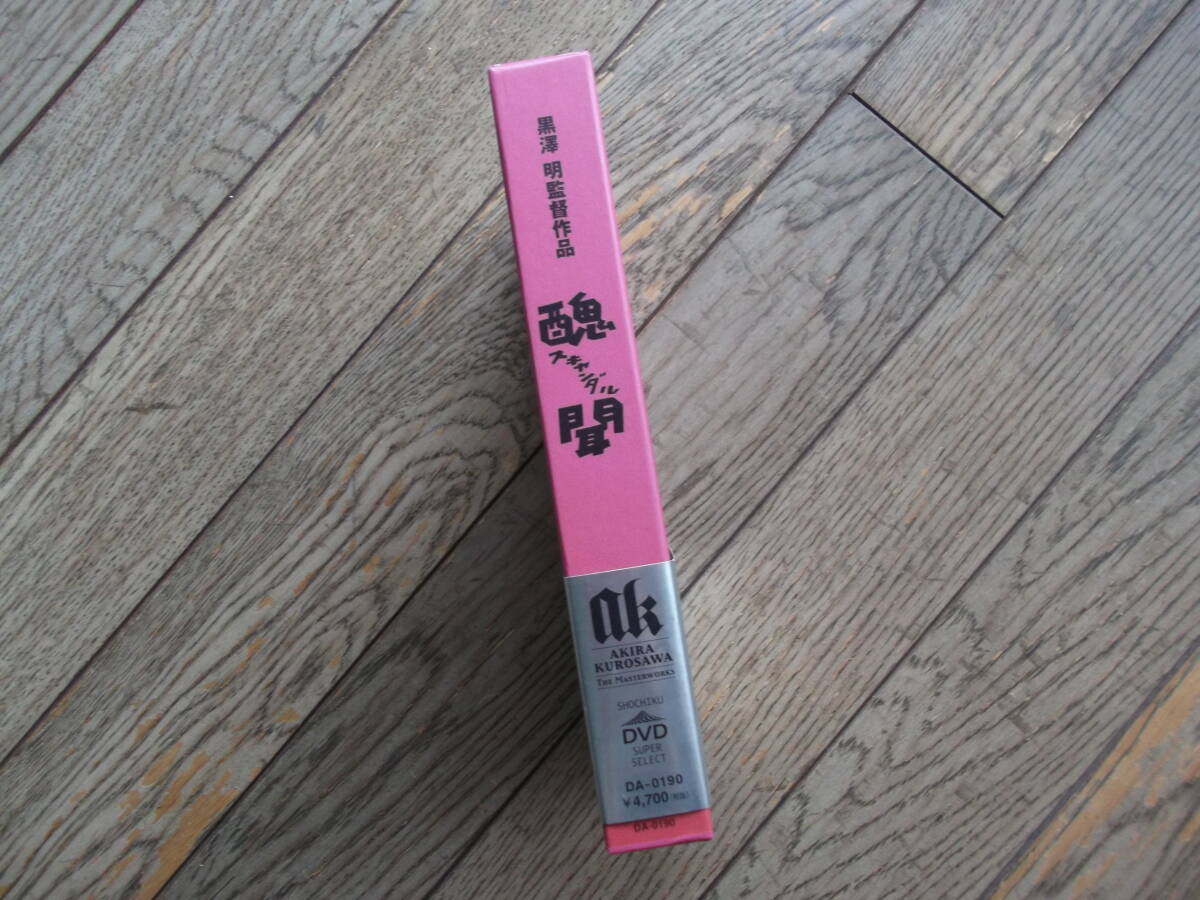 黒澤 明監督作品
醜
スキャンダル
聞
ak
AKIRA
KUROSAWA
THE MASTERWORKS
SHOCHIKU
DVD
SUPER
SELECT
DA-0190
¥4,700
DA-0190